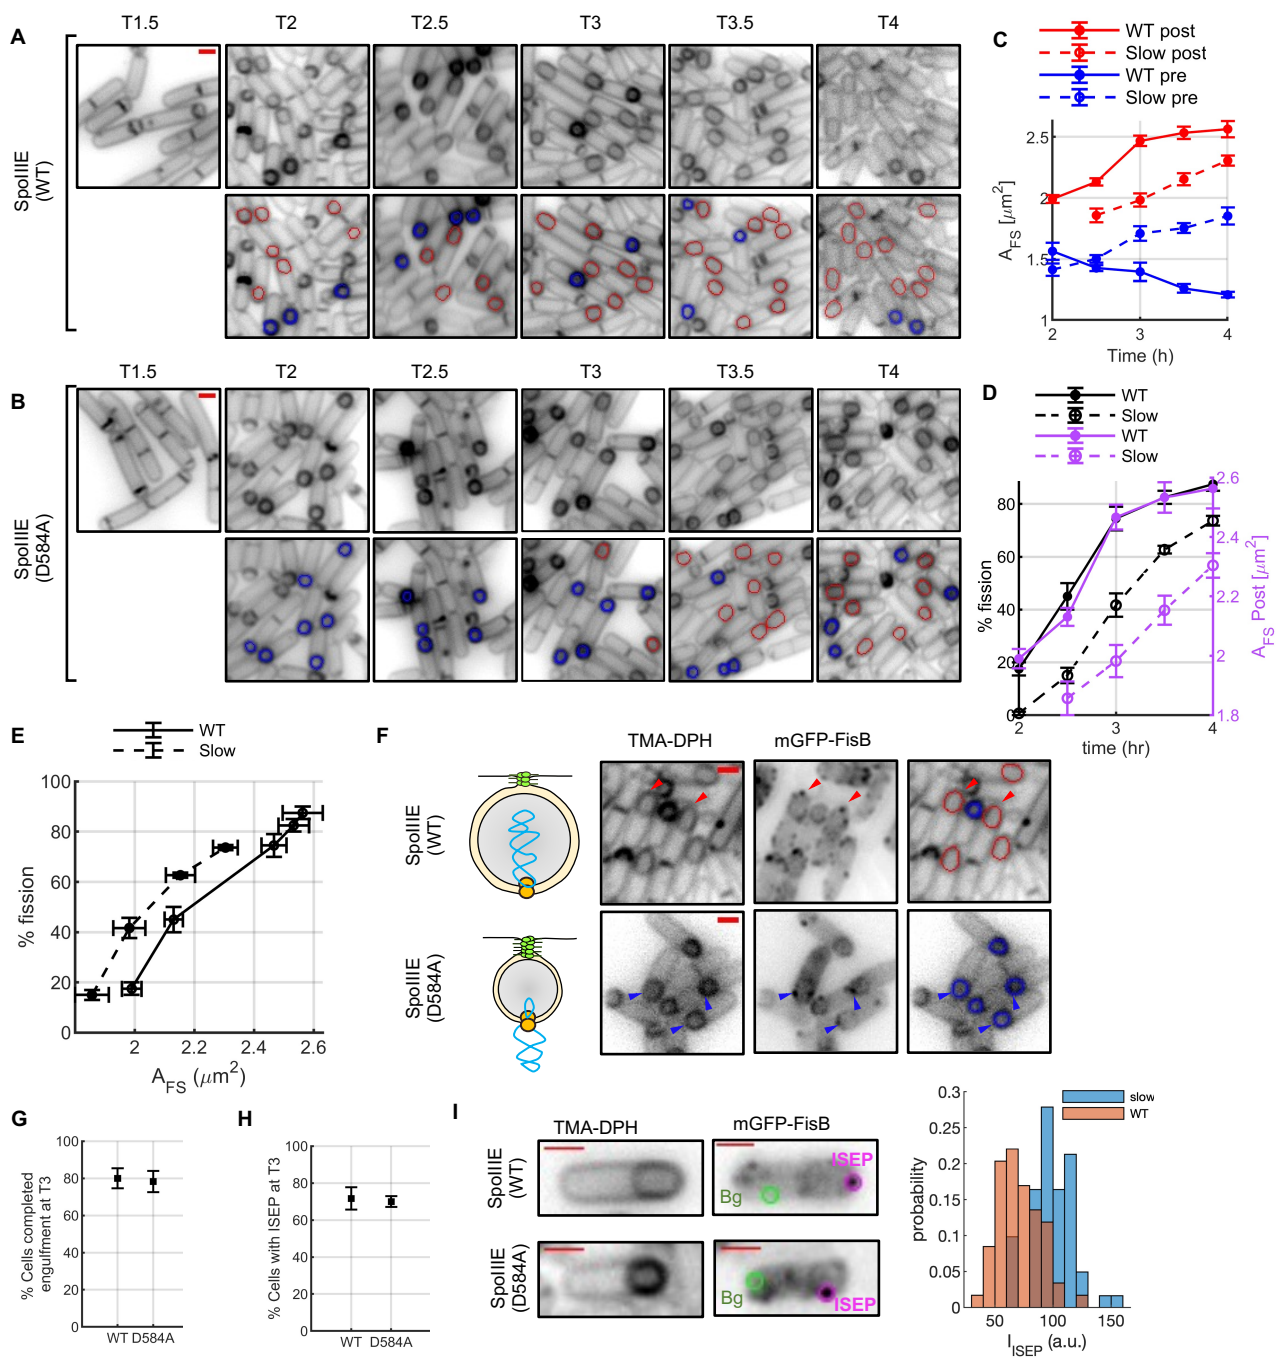 A
T1.5
T2
T2.5
T3
T3.5
T4
SpoIIIE
(WT)
B
T1.5
T2
T2.5
T3
T3.5
T4
SpoIIIE
(D584A)
C
WT post
Slow post
WT pre
Slow pre
2.5
2
1.5
1
A_FS [μm²]
2
3
4
Time (h)
D
WT
Slow
WT
Slow
80
60
40
20
0
% fission
2.6
2.4
2.2
2
1.8
A_FS Post [μm²]
2
3
4
time (hr)
E
WT
Slow
100
80
60
40
20
0
% fission
2
2.2
2.4
2.6
A_FS (μm²)
F
TMA-DPH
mGFP-FisB
SpoIIIE
(WT)
SpoIIIE
(D584A)
G
100
80
60
40
20
0
% Cells completed
engulfment at T3
WT D584A
H
100
80
60
40
20
0
% Cells with ISEP at T3
WT D584A
I
TMA-DPH
mGFP-FisB
SpoIIIE
(WT)
ISEP
Bg
SpoIIIE
(D584A)
Bg
ISEP
slow
WT
0.3
0.25
0.2
0.15
0.1
0.05
0
probability
50
100
150
I_ISEP (a.u.)